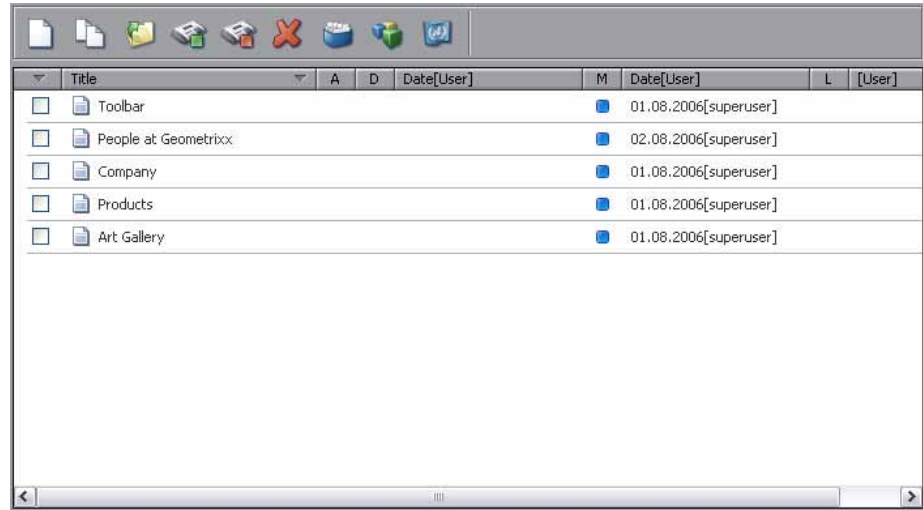 Title A D Date[User] M Date[User] L [User]
Toolbar 01.08.2006[superuser]
People at Geometrixx 02.08.2006[superuser]
Company 01.08.2006[superuser]
Products 01.08.2006[superuser]
Art Gallery 01.08.2006[superuser]